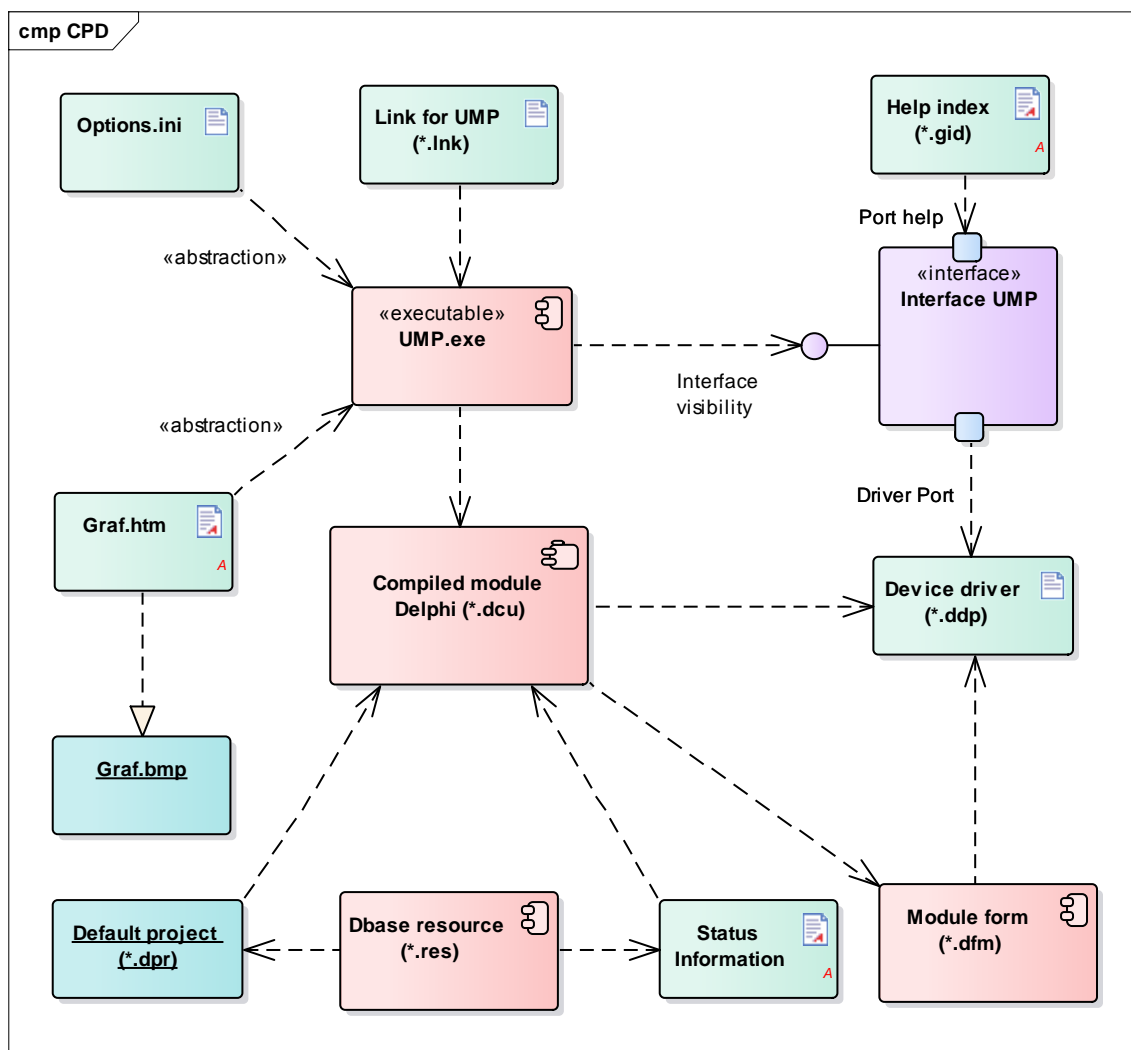 cmp CPD
Options.ini
Link for UMP
(*.lnk)
Help index
(*.gid)
A
Port help
«abstraction»
«executable»
UMP.exe
«interface»
Interface UMP
Interface
visibility
«abstraction»
Graf.htm
A
Driver Port
Compiled module
Delphi (*.dcu)
Device driver
(*.ddp)
Graf.bmp
Default project
(*.dpr)
Dbase resource
(*.res)
Status
Information
A
Module form
(*.dfm)